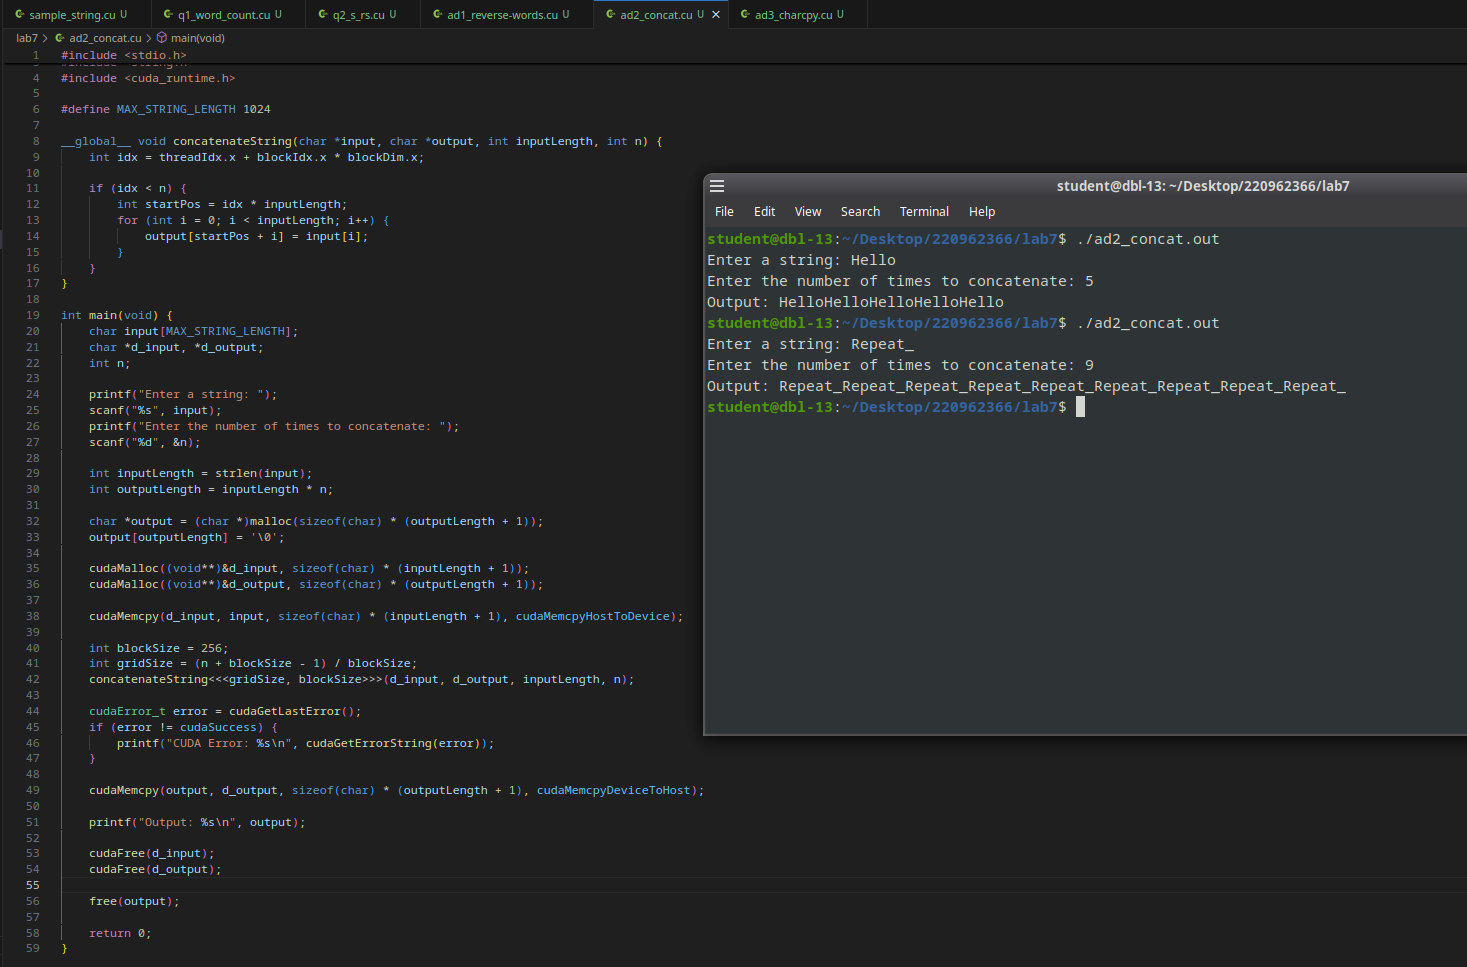 sample_string.cu U q1_word_count.cu U q2_s_rs.cu U ad1_reverse-words.cu U ad2_concat.cu U × ad3_charcpy.cu U
lab7 > ad2_concat.cu > main(void)
1 #include <stdio.h>
4 #include <cuda_runtime.h>
5
6 #define MAX_STRING_LENGTH 1024
7
8 __global__ void concatenateString(char *input, char *output, int inputLength, int n) {
9 int idx = threadIdx.x + blockIdx.x * blockDim.x;
10
11 if (idx < n) {
12 int startPos = idx * inputLength;
13 for (int i = 0; i < inputLength; i++) {
14 output[startPos + i] = input[i];
15 }
16 }
17 }
18
19 int main(void) {
20 char input[MAX_STRING_LENGTH];
21 char *d_input, *d_output;
22 int n;
23
24 printf("Enter a string: ");
25 scanf("%s", input);
26 printf("Enter the number of times to concatenate: ");
27 scanf("%d", &n);
28
29 int inputLength = strlen(input);
30 int outputLength = inputLength * n;
31
32 char *output = (char *)malloc(sizeof(char) * (outputLength + 1));
33 output[outputLength] = '\0';
34
35 cudaMalloc((void**)&d_input, sizeof(char) * (inputLength + 1));
36 cudaMalloc((void**)&d_output, sizeof(char) * (outputLength + 1));
37
38 cudaMemcpy(d_input, input, sizeof(char) * (inputLength + 1), cudaMemcpyHostToDevice);
39
40 int blockSize = 256;
41 int gridSize = (n + blockSize - 1) / blockSize;
42 concatenateString<<<gridSize, blockSize>>>(d_input, d_output, inputLength, n);
43
44 cudaError_t error = cudaGetLastError();
45 if (error != cudaSuccess) {
46 printf("CUDA Error: %s\n", cudaGetErrorString(error));
47 }
48
49 cudaMemcpy(output, d_output, sizeof(char) * (outputLength + 1), cudaMemcpyDeviceToHost);
50
51 printf("Output: %s\n", output);
52
53 cudaFree(d_input);
54 cudaFree(d_output);
55
56 free(output);
57
58 return 0;
59 }
student@dbl-13: ~/Desktop/220962366/lab7
File Edit View Search Terminal Help
student@dbl-13:~/Desktop/220962366/lab7$ ./ad2_concat.out
Enter a string: Hello
Enter the number of times to concatenate: 5
Output: HelloHelloHelloHelloHello
student@dbl-13:~/Desktop/220962366/lab7$ ./ad2_concat.out
Enter a string: Repeat_
Enter the number of times to concatenate: 9
Output: Repeat_Repeat_Repeat_Repeat_Repeat_Repeat_Repeat_Repeat_Repeat_
student@dbl-13:~/Desktop/220962366/lab7$